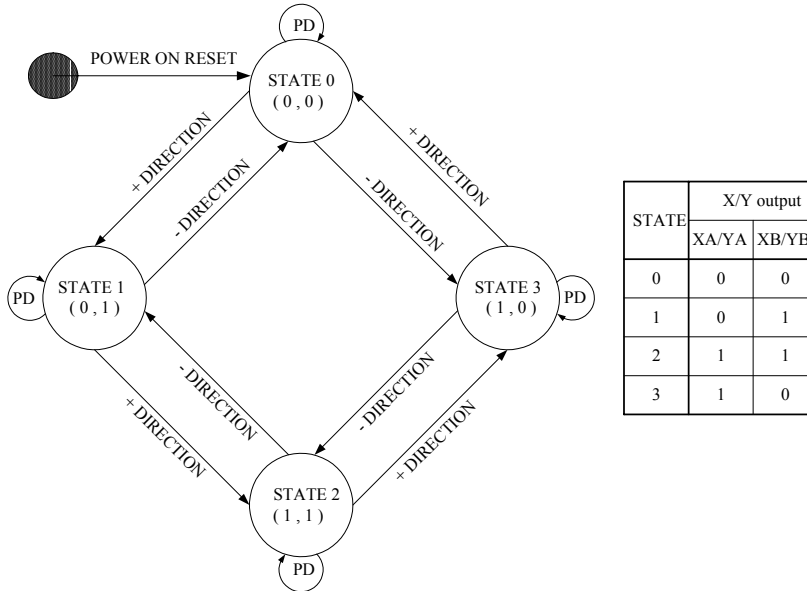 PD
POWER ON RESET
STATE 0
( 0 , 0 )
+ DIRECTION
- DIRECTION
- DIRECTION
+ DIRECTION
PD
STATE 1
( 0 , 1 )
STATE 3
( 1 , 0 )
PD
+ DIRECTION
- DIRECTION
- DIRECTION
+ DIRECTION
STATE 2
( 1 , 1 )
PD
STATE X/Y output
XA/YA XB/YB
0 0 0
1 0 1
2 1 1
3 1 0